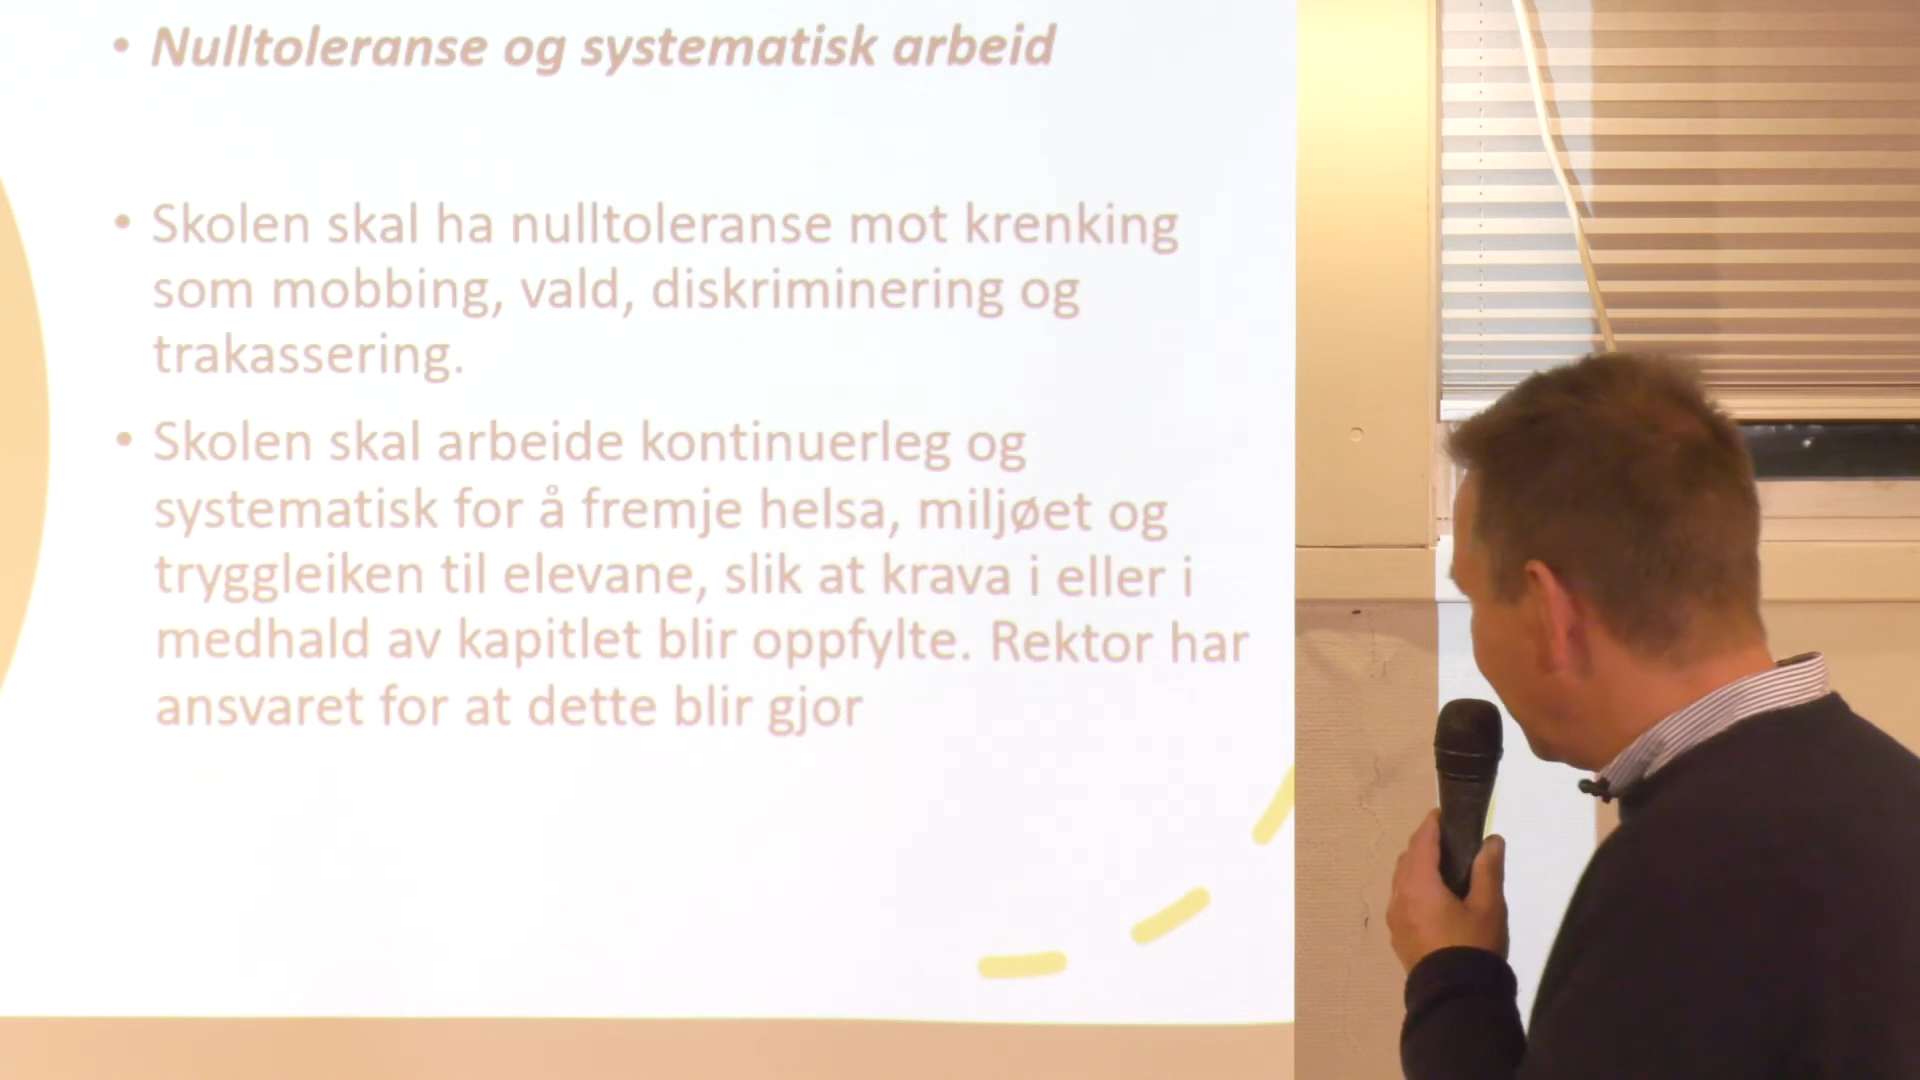 • Nulltoleranse og systematisk arbeid
• Skolen skal ha nulltoleranse mot krenking
som mobbing, vald, diskriminering og
trakassering.
• Skolen skal arbeide kontinuerleg og
systematisk for å fremje helsa, miljøet og
tryggleiken til elevane, slik at krava i eller i
medhald av kapitlet blir oppfylte. Rektor har
ansvaret for at dette blir gjor